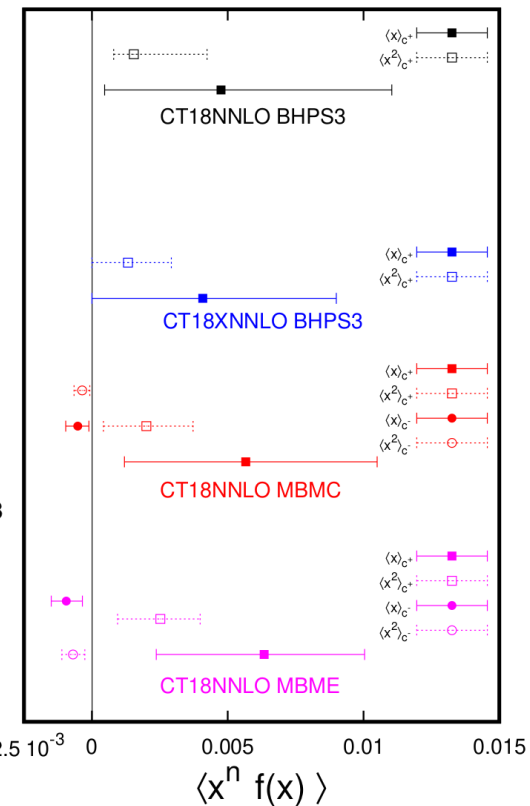 ⟨x⟩c+
⟨x²⟩c+
CT18NNLO BHPS3
⟨x⟩c+
⟨x²⟩c+
CT18XNNLO BHPS3
⟨x⟩c+
⟨x²⟩c+
⟨x⟩c-
⟨x²⟩c-
CT18NNLO MBMC
⟨x⟩c+
⟨x²⟩c+
⟨x⟩c-
⟨x²⟩c-
CT18NNLO MBME
2.5 10⁻³ 0 0.005 0.01 0.015
⟨xⁿ f(x) ⟩